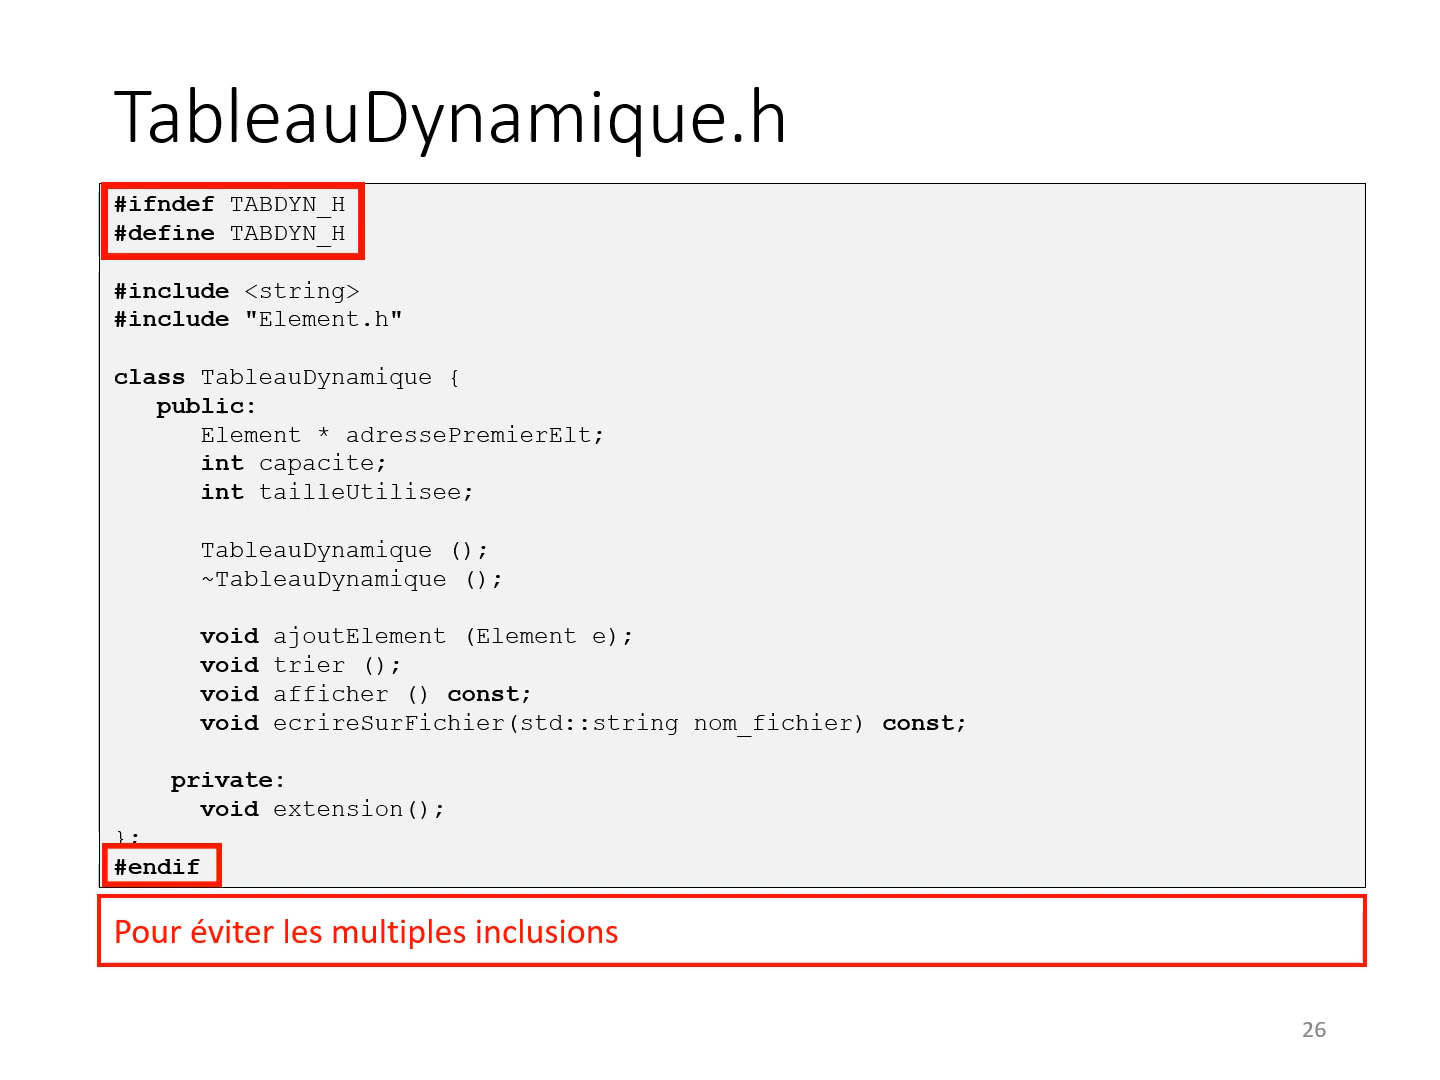 TableauDynamique.h
#ifndef TABDYN_H
#define TABDYN_H
#include <string>
#include "Element.h"
class TableauDynamique {
public:
Element * adressePremierElt;
int capacite;
int tailleUtilisee;
TableauDynamique ();
~TableauDynamique ();
void ajoutElement (Element e);
void trier ();
void afficher () const;
void ecrireSurFichier(std::string nom_fichier) const;
private:
void extension();
};
#endif
Pour éviter les multiples inclusions
26